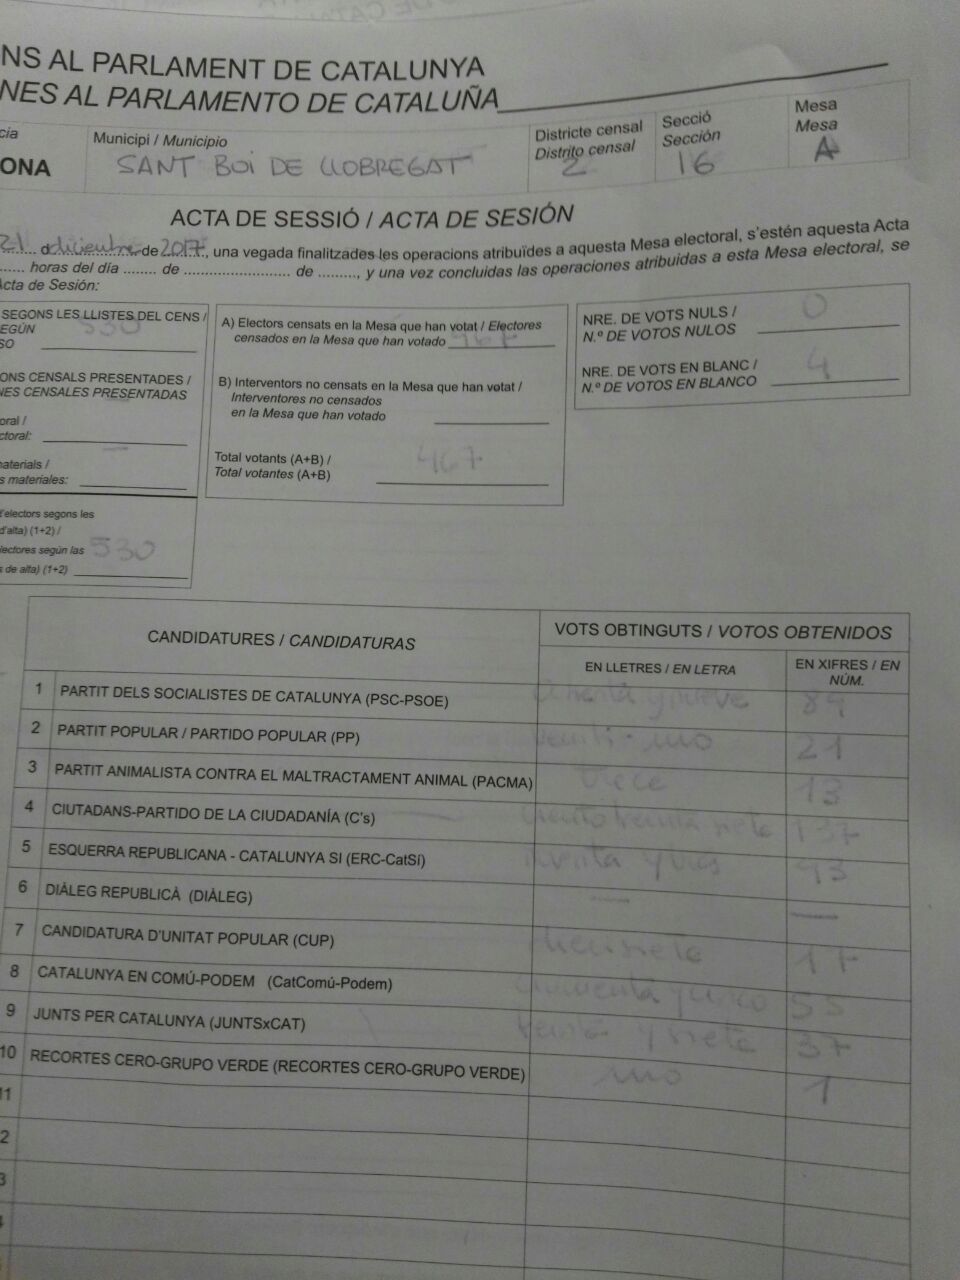 NS AL PARLAMENT DE CATALUNYA
NES AL PARLAMENTO DE CATALUÑA
cia
ONA
Municipi / Municipio
SANT BOI DE LLOBREGAT
Districte censal
Distrito censal
2
Secció
Sección
16
Mesa
Mesa
A
ACTA DE SESSIÓ / ACTA DE SESIÓN
21 d diciembre de 2017, una vegada finalitzades les operacions atribuïdes a aquesta Mesa electoral, s'estén aquesta Acta
horas del día ........ de .......................... de .........., y una vez concluidas las operaciones atribuidas a esta Mesa electoral, se
Acta de Sesión:
SEGONS LES LLISTES DEL CENS /
EGÚN
SO 530
ONS CENSALS PRESENTADES /
NES CENSALES PRESENTADAS
oral /
ctoral: —
materials /
s materiales: —
d'electors segons les
d'alta) (1+2) /
lectores según las
s de alta) (1+2) 530
A) Electors censats en la Mesa que han votat / Electores
censados en la Mesa que han votado 467
B) Interventors no censats en la Mesa que han votat /
Interventores no censados
en la Mesa que han votado
Total votants (A+B) /
Total votantes (A+B) 467
NRE. DE VOTS NULS /
N.º DE VOTOS NULOS 0
NRE. DE VOTS EN BLANC /
N.º DE VOTOS EN BLANCO 4
CANDIDATURES / CANDIDATURAS
VOTS OBTINGUTS / VOTOS OBTENIDOS
EN LLETRES / EN LETRA
EN XIFRES / EN
NÚM.
1 PARTIT DELS SOCIALISTES DE CATALUNYA (PSC-PSOE) y nueve 89
2 PARTIT POPULAR / PARTIDO POPULAR (PP) 21
3 PARTIT ANIMALISTA CONTRA EL MALTRACTAMENT ANIMAL (PACMA) trece 13
4 CIUTADANS-PARTIDO DE LA CIUDADANÍA (C's) ciento treinta siete 137
5 ESQUERRA REPUBLICANA - CATALUNYA SI (ERC-CatSí) y tres 93
6 DIÀLEG REPUBLICÀ (DIÀLEG) — —
7 CANDIDATURA D'UNITAT POPULAR (CUP) diecisiete 17
8 CATALUNYA EN COMÚ-PODEM (CatComú-Podem) cincuenta y cinco 55
9 JUNTS PER CATALUNYA (JUNTSxCAT) y siete 37
10 RECORTES CERO-GRUPO VERDE (RECORTES CERO-GRUPO VERDE) uno 1
11
2
3
4